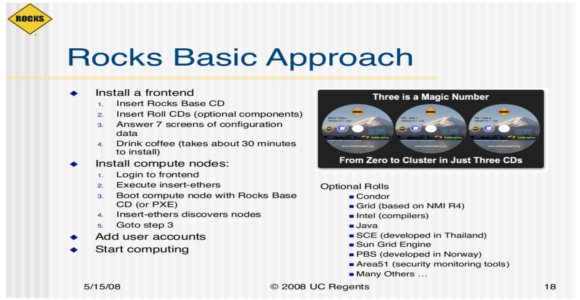 ROCKS
Rocks Basic Approach
Install a frontend
1. Insert Rocks Base CD
2. Insert Roll CDs (optional components)
3. Answer 7 screens of configuration
data
4. Drink coffee (takes about 30 minutes
to install)
Install compute nodes:
1. Login to frontend
2. Execute insert-ethers
3. Boot compute node with Rocks Base
CD (or PXE)
4. Insert-ethers discovers nodes
5. Goto step 3
Add user accounts
Start computing
Three is a Magic Number
From Zero to Cluster in Just Three CDs
Optional Rolls
Condor
Grid (based on NMI R4)
Intel (compilers)
Java
SCE (developed in Thailand)
Sun Grid Engine
PBS (developed in Norway)
Area51 (security monitoring tools)
Many Others …
5/15/08
© 2008 UC Regents
18